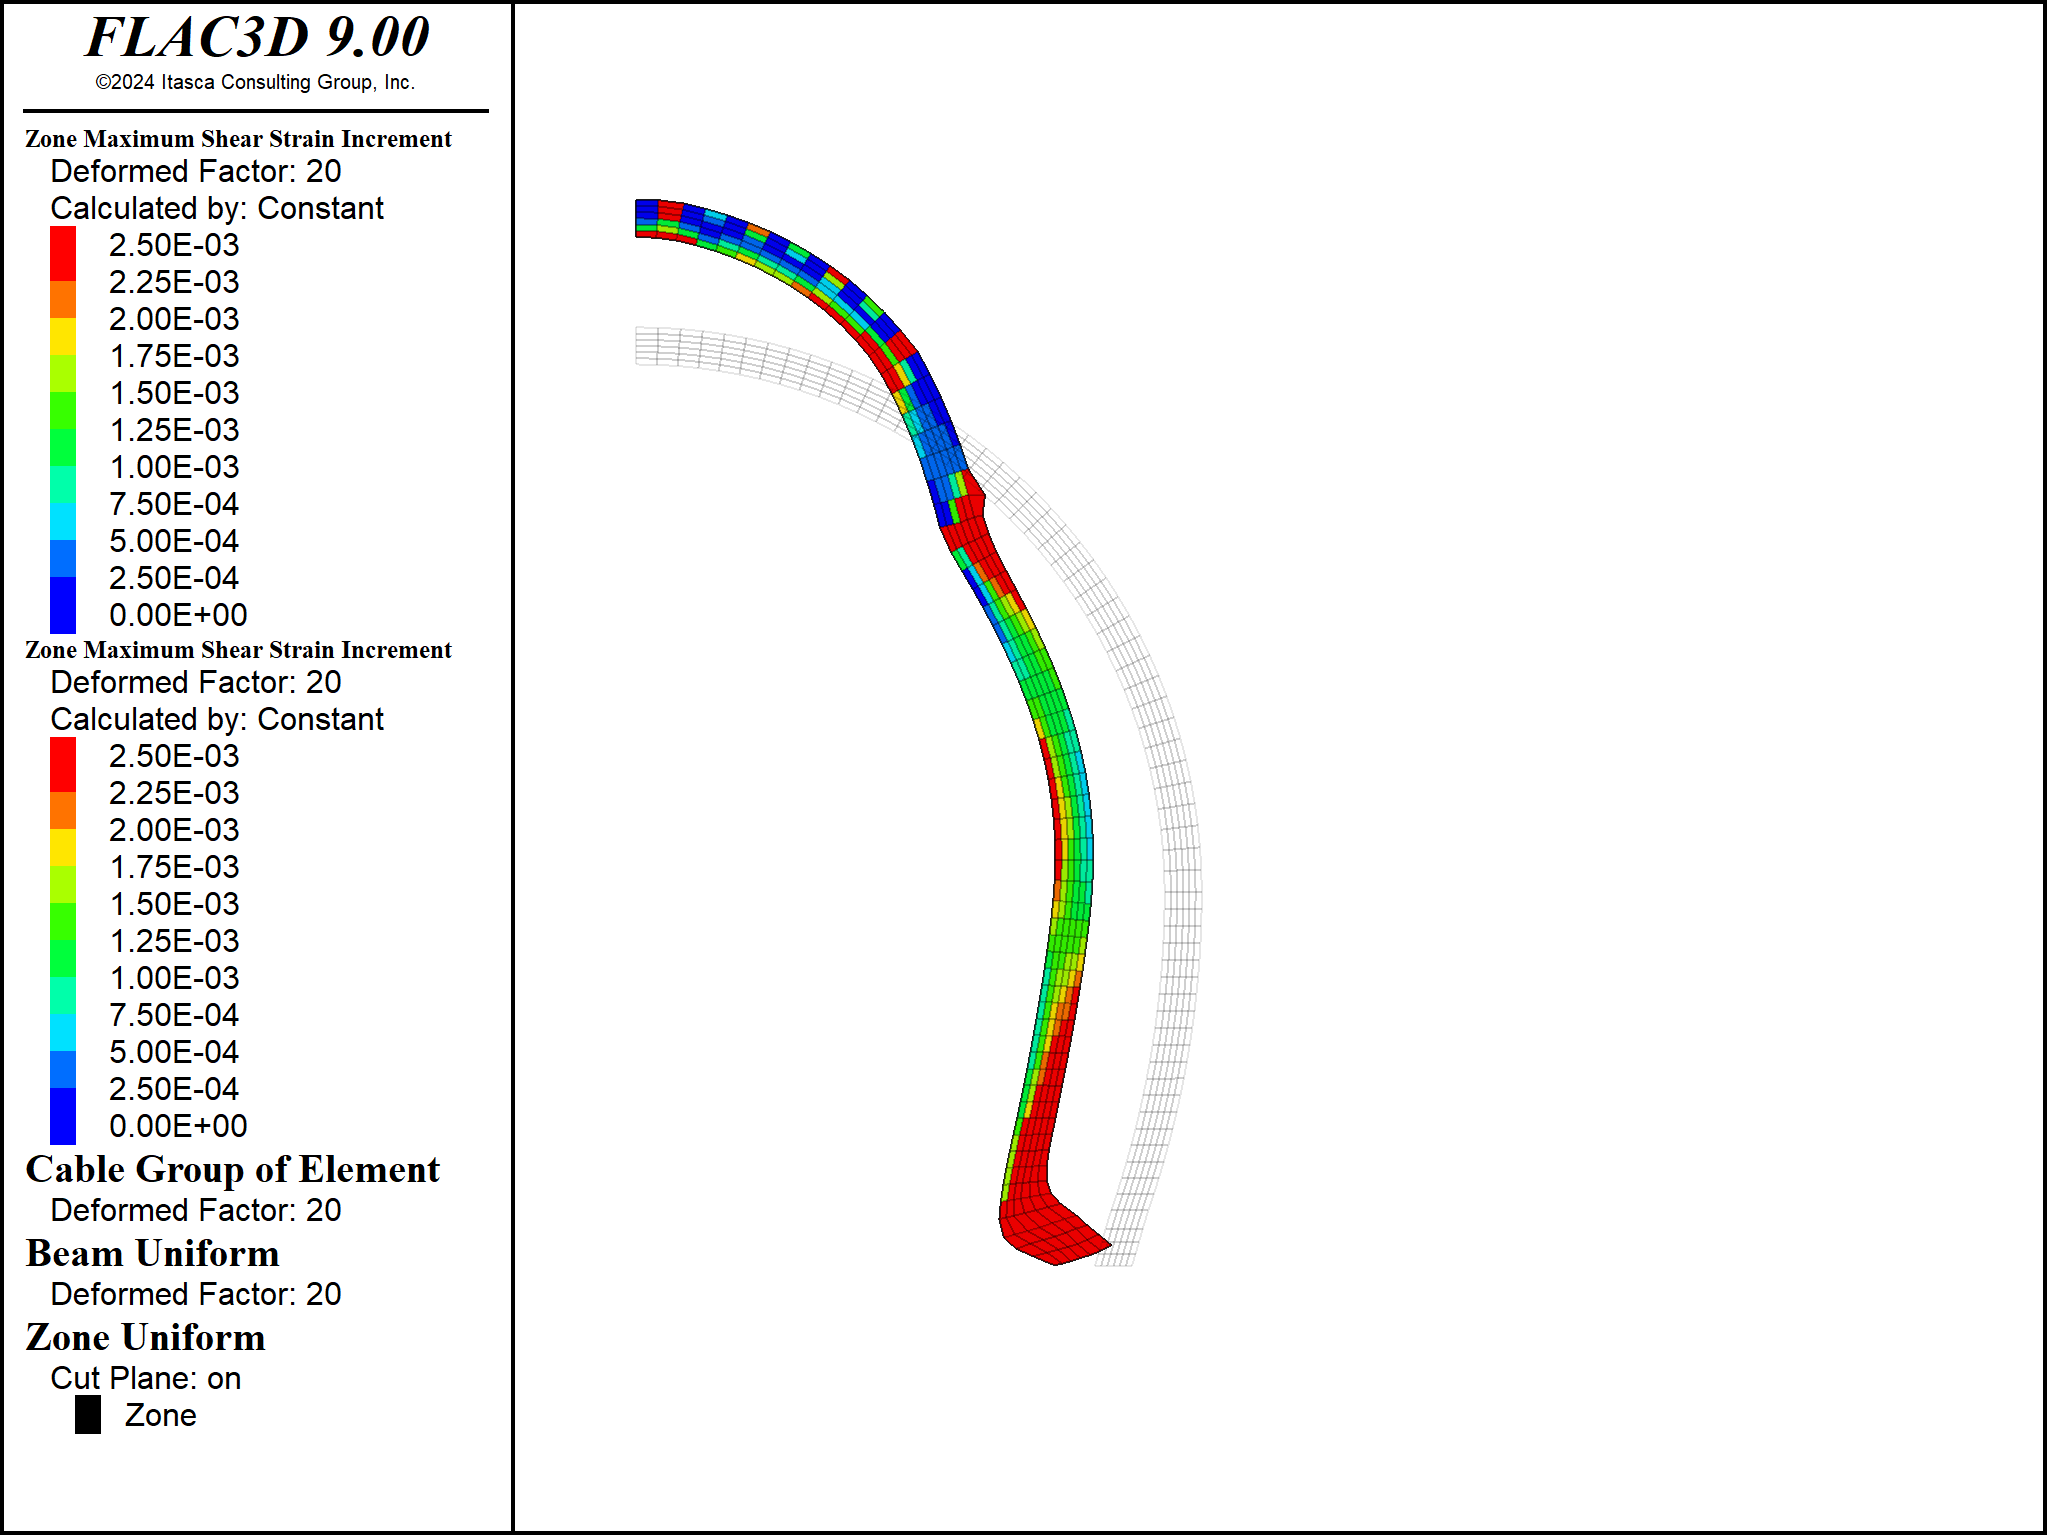 FLAC3D 9.00
©2024 Itasca Consulting Group, Inc.
Zone Maximum Shear Strain Increment
Deformed Factor: 20
Calculated by: Constant
2.50E-03
2.25E-03
2.00E-03
1.75E-03
1.50E-03
1.25E-03
1.00E-03
7.50E-04
5.00E-04
2.50E-04
0.00E+00
Zone Maximum Shear Strain Increment
Deformed Factor: 20
Calculated by: Constant
2.50E-03
2.25E-03
2.00E-03
1.75E-03
1.50E-03
1.25E-03
1.00E-03
7.50E-04
5.00E-04
2.50E-04
0.00E+00
Cable Group of Element
Deformed Factor: 20
Beam Uniform
Deformed Factor: 20
Zone Uniform
Cut Plane: on
Zone